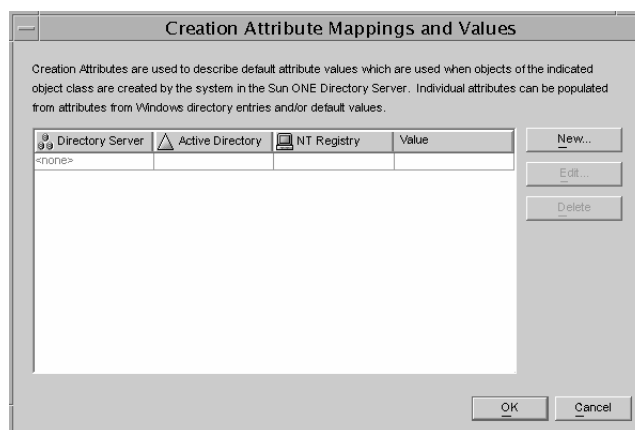 Creation Attribute Mappings and Values
Creation Attributes are used to describe default attribute values which are used when objects of the indicated
object class are created by the system in the Sun ONE Directory Server. Individual attributes can be populated
from attributes from Windows directory entries and/or default values.
Directory Server Active Directory NT Registry Value
<none>
New...
Edit...
Delete
OK Cancel